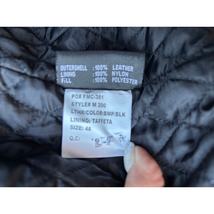 OUTERSHELL :100% LEATHER
LINING :100% NYLON
FILL :100% POLYESTER
PO# FMC-381
STYLE# M 200
LTHR/COLOR:SMP/BLK
LINING: TAFFETA
SIZE: 48
Q.C.